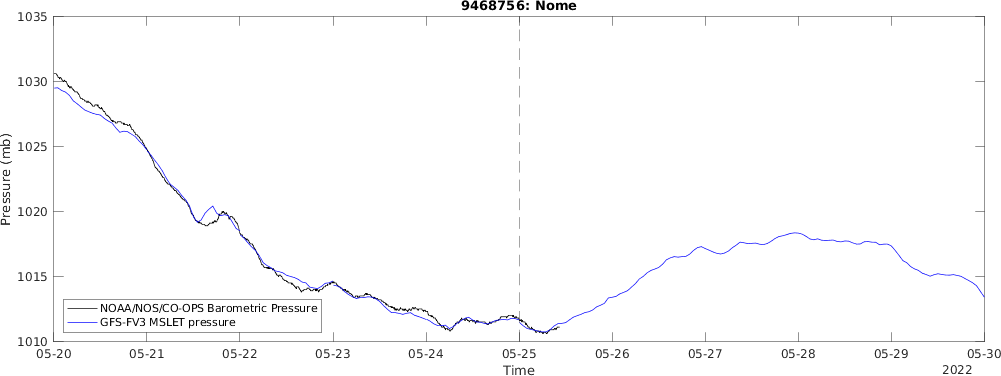 9468756: Nome
1035
1030
1025
1020
1015
1010
Pressure (mb)
NOAA/NOS/CO-OPS Barometric Pressure
GFS-FV3 MSLET pressure
05-20 05-21 05-22 05-23 05-24 05-25 05-26 05-27 05-28 05-29 05-30
Time
2022